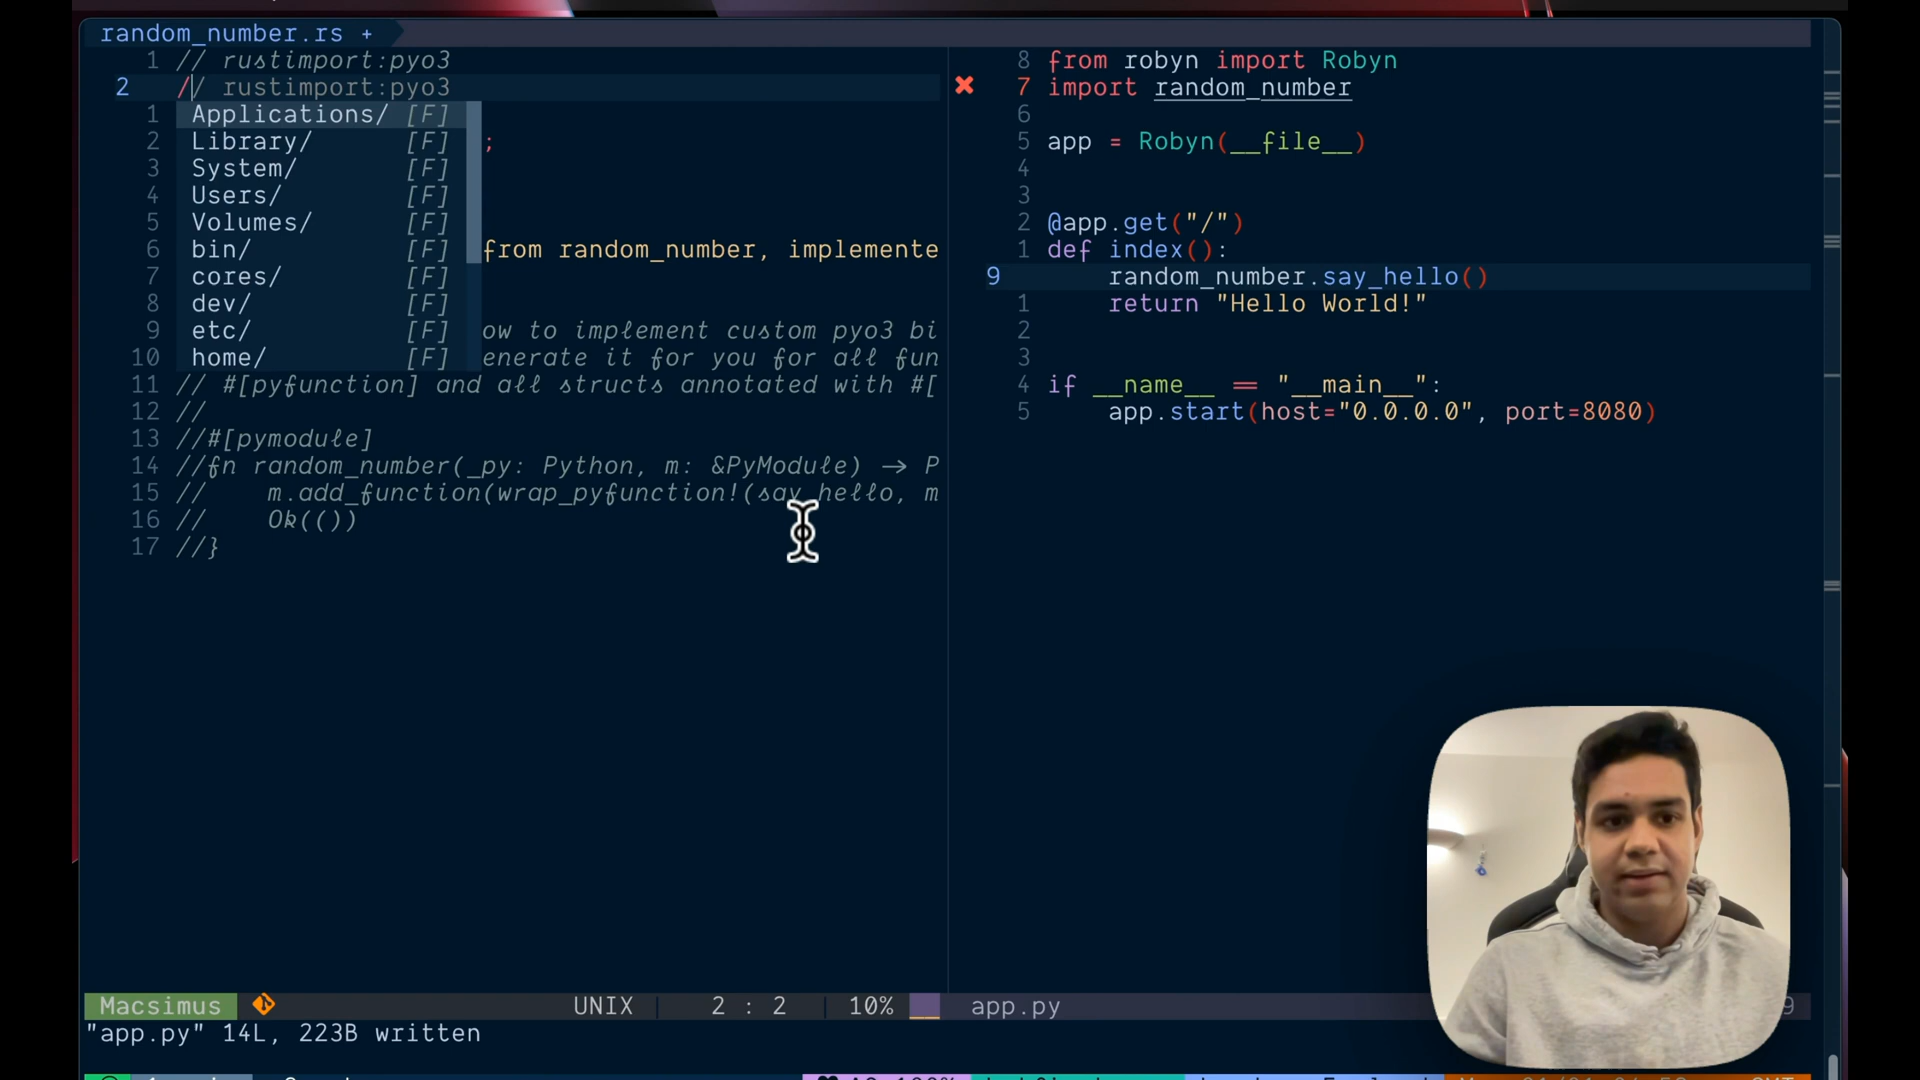 random_number.rs +
1 // rustimport:pyo3
2 // rustimport:pyo3
1 Applications/ [F]
2 Library/ [F] ;
3 System/ [F]
4 Users/ [F]
5 Volumes/ [F]
6 bin/ [F] from random_number, implemente
7 cores/ [F]
8 dev/ [F]
9 etc/ [F] ow to implement custom pyo3 bi
10 home/ [F] enerate it for you for all fun
11 // #[pyfunction] and all structs annotated with #[
12 //
13 //#[pymodule]
14 //fn random_number(_py: Python, m: &PyModule) → P
15 // m.add_function(wrap_pyfunction!(say_hello, m
16 // Ok(())
17 //}
8 from robyn import Robyn
✖ 7 import random_number
6
5 app = Robyn(__file__)
4
3
2 @app.get("/")
1 def index():
9 random_number.say_hello()
1 return "Hello World!"
2
3
4 if __name__ == "__main__":
5 app.start(host="0.0.0.0", port=8080)
Macsimus UNIX 2 : 2 10% app.py 9
"app.py" 14L, 223B written